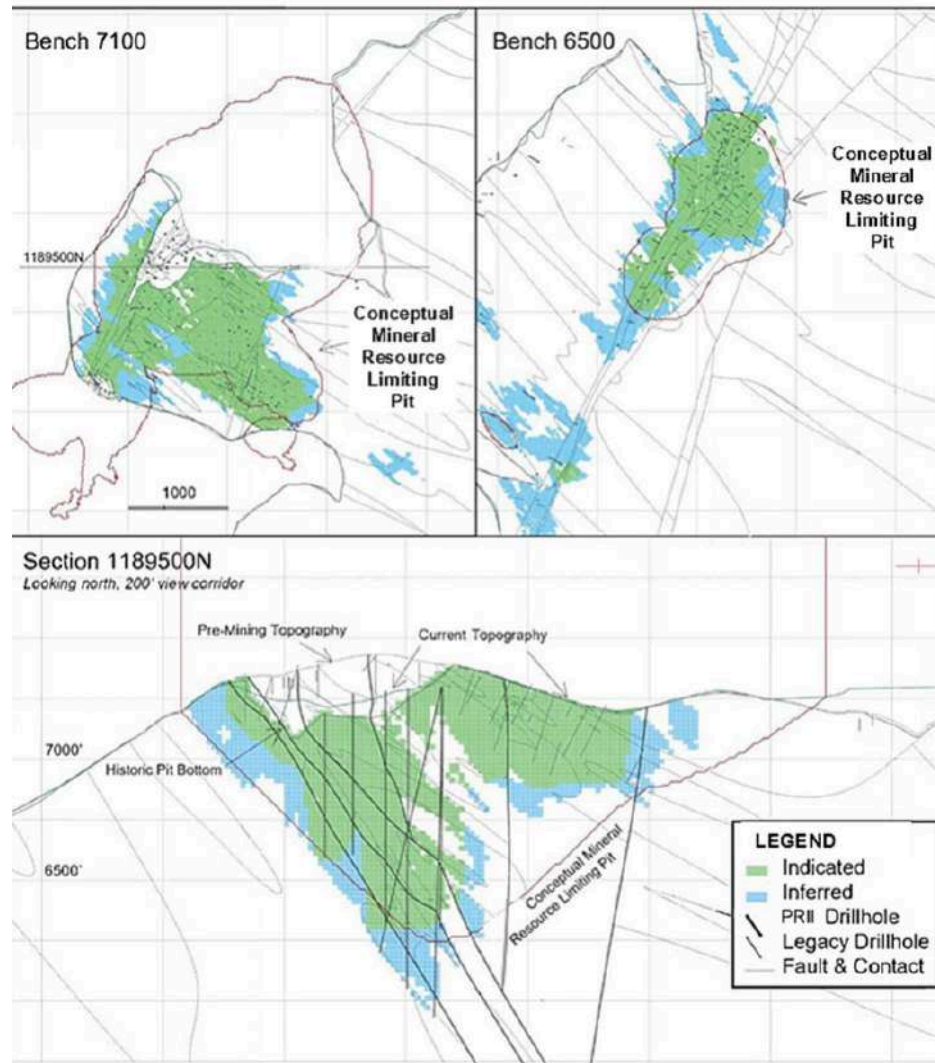 Bench 7100
1189500N
Conceptual
Mineral
Resource
Limiting
Pit
1000
Bench 6500
Conceptual
Mineral
Resource
Limiting
Pit
Section 1189500N
Looking north, 200' view corridor
Pre-Mining Topography
Current Topography
7000'
Historic Pit Bottom
6500'
Conceptual Mineral
Resource Limiting Pit
LEGEND
Indicated
Inferred
PRII Drillhole
Legacy Drillhole
Fault & Contact